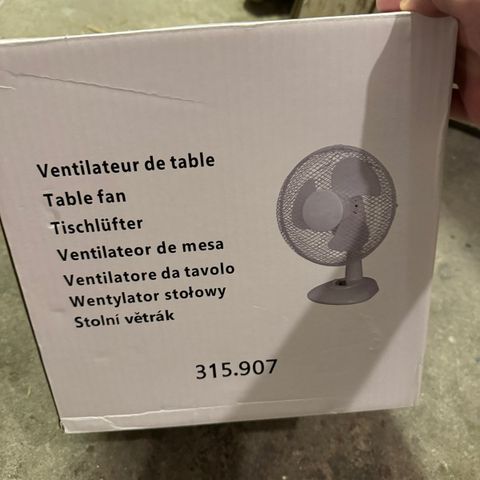 Ventilateur de table
Table fan
Tischlüfter
Ventilateor de mesa
Ventilatore da tavolo
Wentylator stołowy
Stolní větrák
315.907